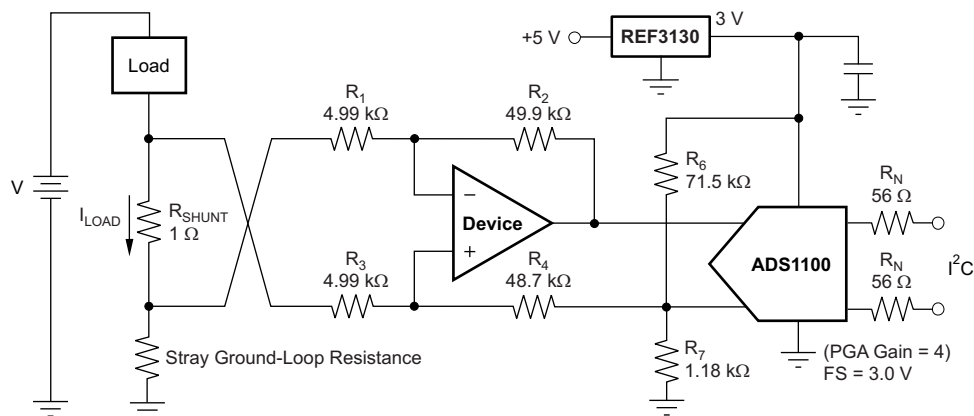 3 V
+5 V
REF3130
Load
R1
4.99 kΩ
R2
49.9 kΩ
R6
71.5 kΩ
V
ILOAD
RSHUNT
1 Ω
−
Device
+
RN
56 Ω
ADS1100
I2C
R3
4.99 kΩ
R4
48.7 kΩ
RN
56 Ω
Stray Ground-Loop Resistance
R7
1.18 kΩ
(PGA Gain = 4)
FS = 3.0 V